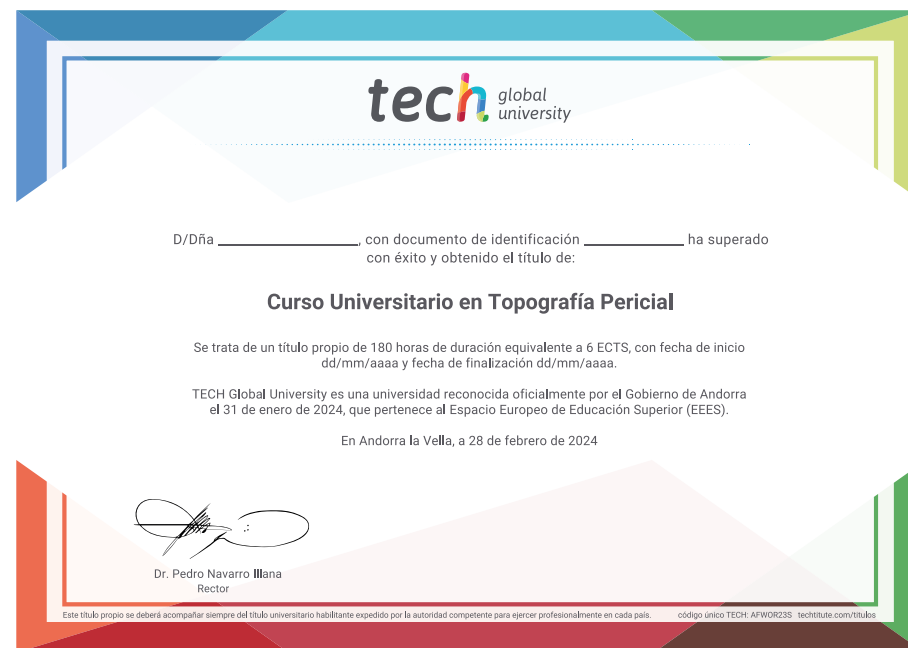 tech global university
D/Dña ____________, con documento de identificación ____________ ha superado
con éxito y obtenido el título de:
Curso Universitario en Topografía Pericial
Se trata de un título propio de 180 horas de duración equivalente a 6 ECTS, con fecha de inicio
dd/mm/aaaa y fecha de finalización dd/mm/aaaa.
TECH Global University es una universidad reconocida oficialmente por el Gobierno de Andorra
el 31 de enero de 2024, que pertenece al Espacio Europeo de Educación Superior (EEES).
En Andorra la Vella, a 28 de febrero de 2024
Dr. Pedro Navarro Illana
Rector
Este título propio se deberá acompañar siempre del título universitario habilitante expedido por la autoridad competente para ejercer profesionalmente en cada país. código único TECH: AFWOR23S techtitute.com/titulos